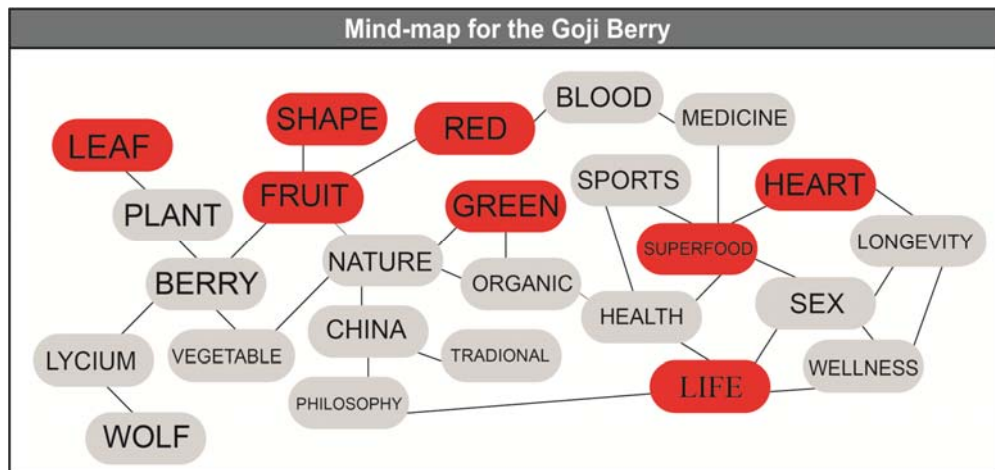 Mind-map for the Goji Berry
BLOOD
SHAPE
RED
MEDICINE
LEAF
SPORTS
HEART
FRUIT
GREEN
PLANT
LONGEVITY
SUPERFOOD
NATURE
BERRY
ORGANIC
SEX
HEALTH
CHINA
LYCIUM
VEGETABLE
TRADIONAL
WELLNESS
LIFE
PHILOSOPHY
WOLF